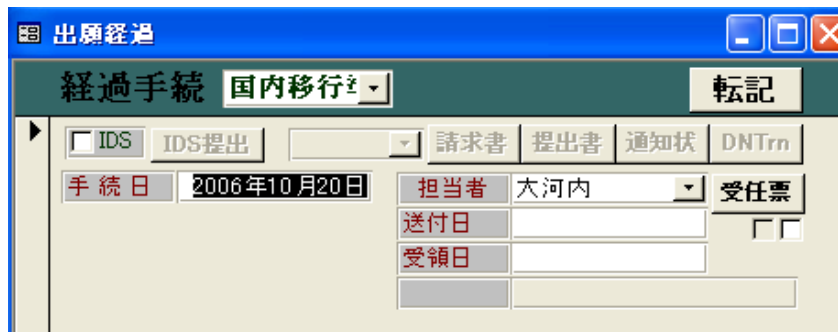 出願経過
経過手続 国内移行 転記
IDS IDS提出 請求書 提出書 通知状 DNTrn
手続日 2006年10月20日 担当者 大河内 受任票
送付日
受領日